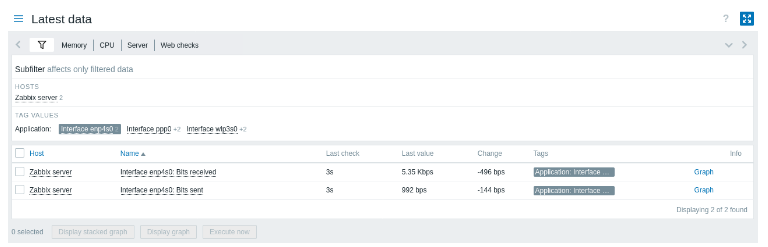 Latest data
?
Memory CPU Server Web checks
Subfilter affects only filtered data
HOSTS
Zabbix server 2
TAG VALUES
Application: Interface enp4s0 2 Interface ppp0 +2 Interface wlp3s0 +2
Host Name Last check Last value Change Tags Info
Zabbix server Interface enp4s0: Bits received 3s 5.35 Kbps -496 bps Application: Interface ... Graph
Zabbix server Interface enp4s0: Bits sent 3s 992 bps -144 bps Application: Interface ... Graph
Displaying 2 of 2 found
0 selected Display stacked graph Display graph Execute now